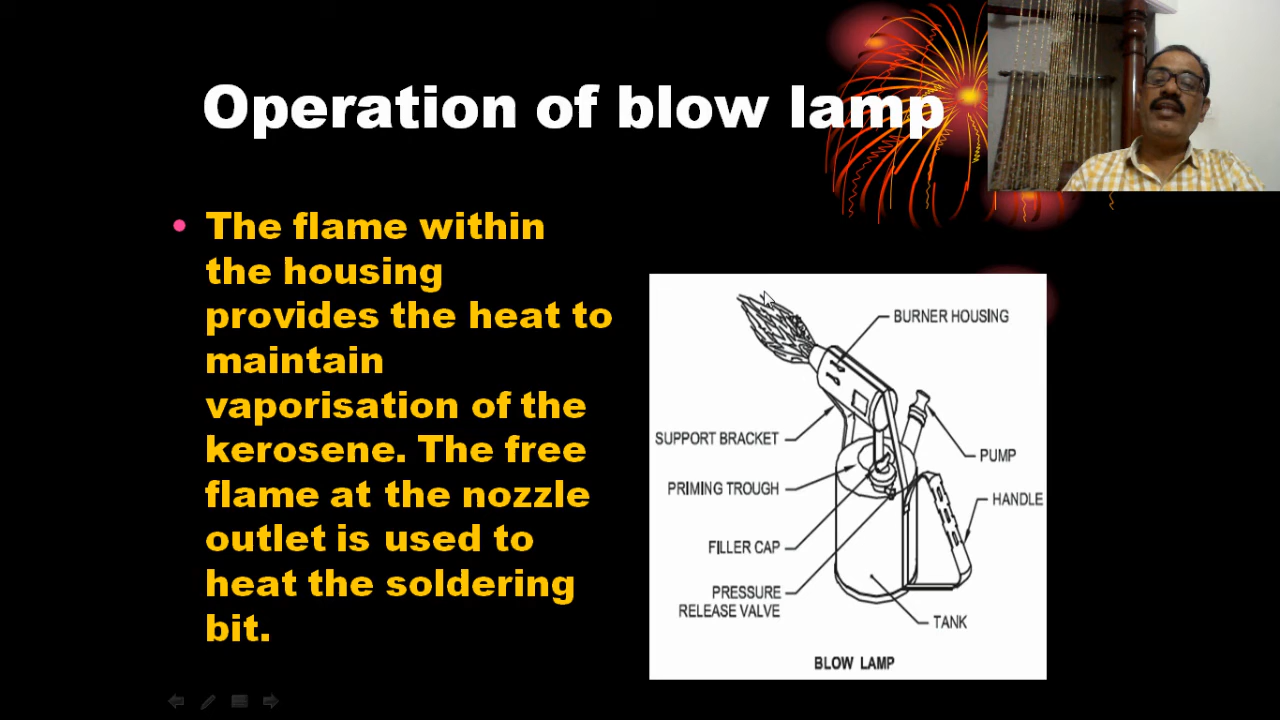 Operation of blow lamp
• The flame within
the housing
provides the heat to
maintain
vaporisation of the
kerosene. The free
flame at the nozzle
outlet is used to
heat the soldering
bit.
BURNER HOUSING
SUPPORT BRACKET
PUMP
PRIMING TROUGH
HANDLE
FILLER CAP
PRESSURE
RELEASE VALVE
TANK
BLOW LAMP